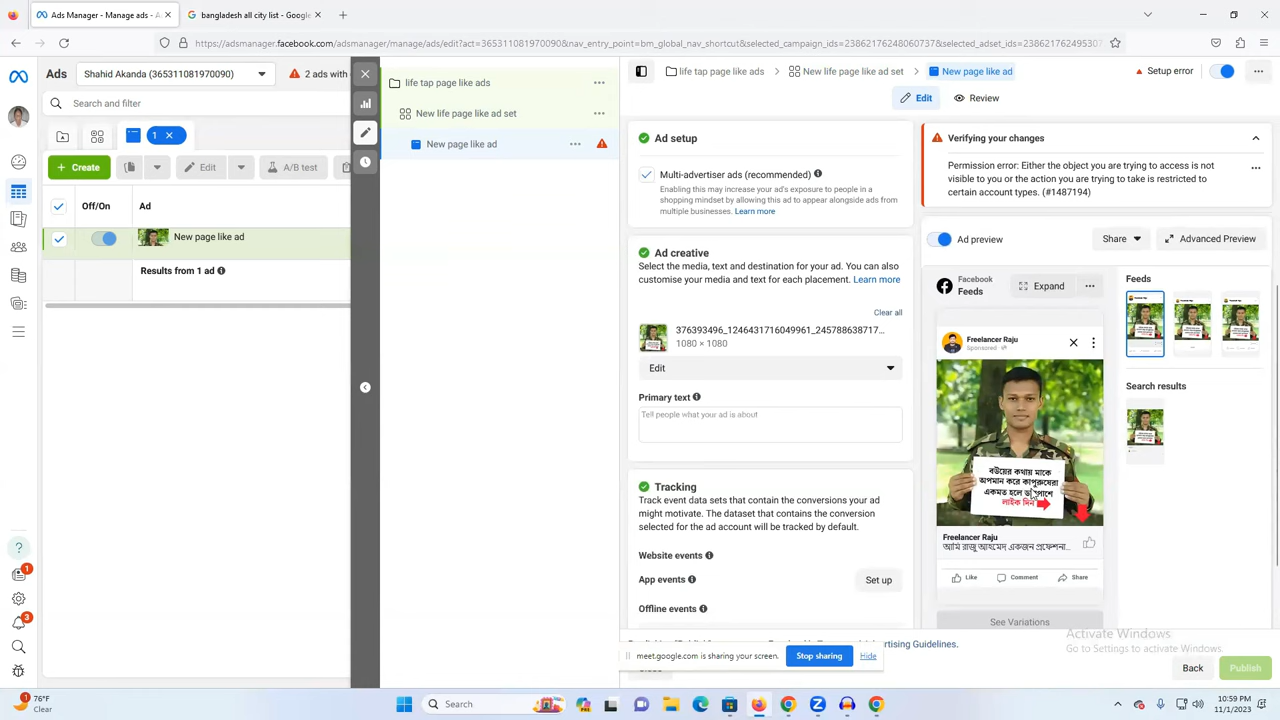 Ads Manager - Manage ads - A
bangladesh all city list - Google
https://adsmanager.facebook.com/adsmanager/manage/ads/edit?act=3653110819700908&nav_entry_point=bm_global_nav_shortcut&selected_campaign_ids=23862176248060737&selected_adset_ids=238621762495307
Ads
Shahid Akanda (365311081970090)
2 ads with
Search and filter
1
Create
Edit
A/B test
Off/On
Ad
New page like ad
Results from 1 ad
1
3
life tap page like ads
New life page like ad set
New page like ad
life tap page like ads
New life page like ad set
New page like ad
Setup error
Edit
Review
Ad setup
Multi-advertiser ads (recommended)
Enabling this may increase your ad's exposure to people in a
shopping mindset by allowing this ad to appear alongside ads from
multiple businesses. Learn more
Ad creative
Select the media, text and destination for your ad. You can also
customise your media and text for each placement. Learn more
Clear all
376393496_1246431716049961_245788638717...
1080 × 1080
Edit
Primary text
Tell people what your ad is about
Tracking
Track event data sets that contain the conversions your ad
might motivate. The dataset that contains the conversion
selected for the ad account will be tracked by default.
Website events
App events
Set up
Offline events
Verifying your changes
Permission error: Either the object you are trying to access is not
visible to you or the action you are trying to take is restricted to
certain account types. (#1487194)
Ad preview
Share
Advanced Preview
Facebook
Feeds
Expand
Freelancer Raju
Sponsored
বউয়ের কথায় মাকে
অপমান করে কাপুরুষেরা
একমত হলে ডানপাশে
লাইক দিন
Freelancer Raju
আমি রাজু আহমেদ একজন প্রফেশনা...
Like
Comment
Share
See Variations
Feeds
Search results
ertising Guidelines.
meet.google.com is sharing your screen.
Stop sharing
Hide
Activate Windows
Go to Settings to activate Windows.
Back
Publish
1
76°F
Clear
Search
10:59 PM
11/1/2023